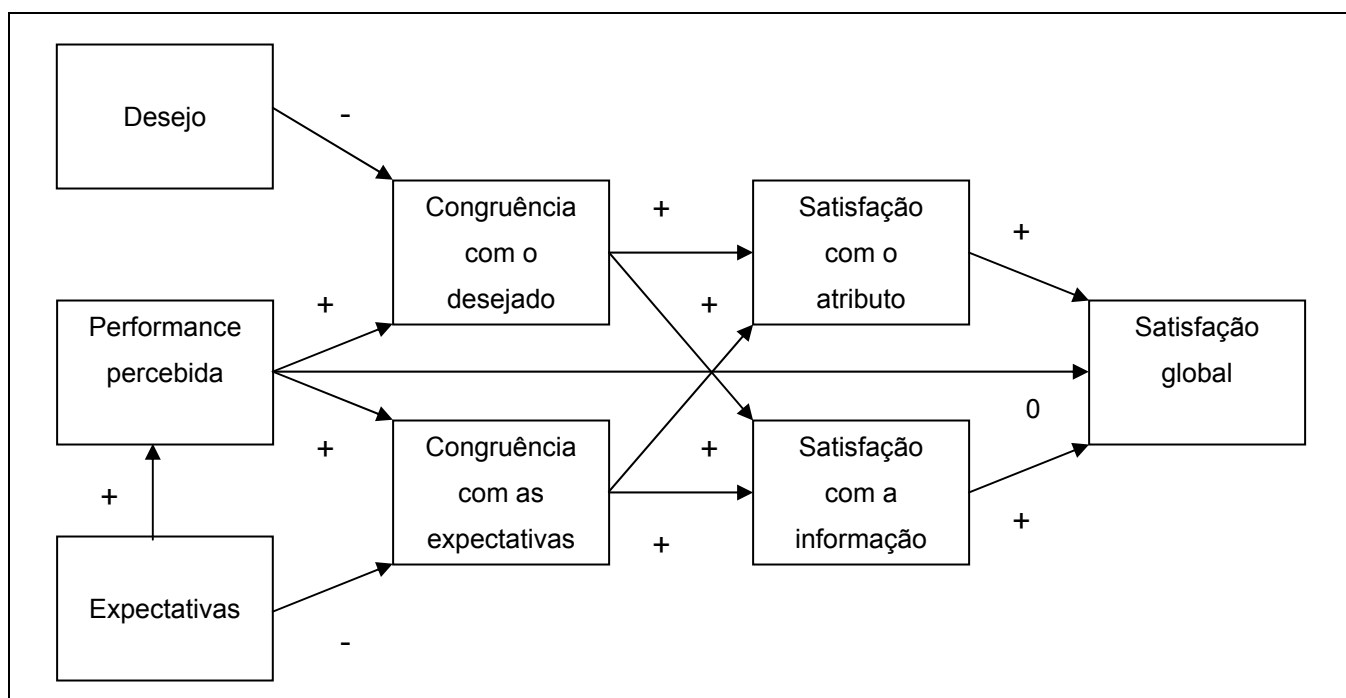 Desejo
-
Congruência
com o
desejado
+
Satisfação
com o
atributo
+
Performance
percebida
+
+
Satisfação
global
0
+
Congruência
com as
expectativas
+
Satisfação
com a
informação
+
+
+
Expectativas
-